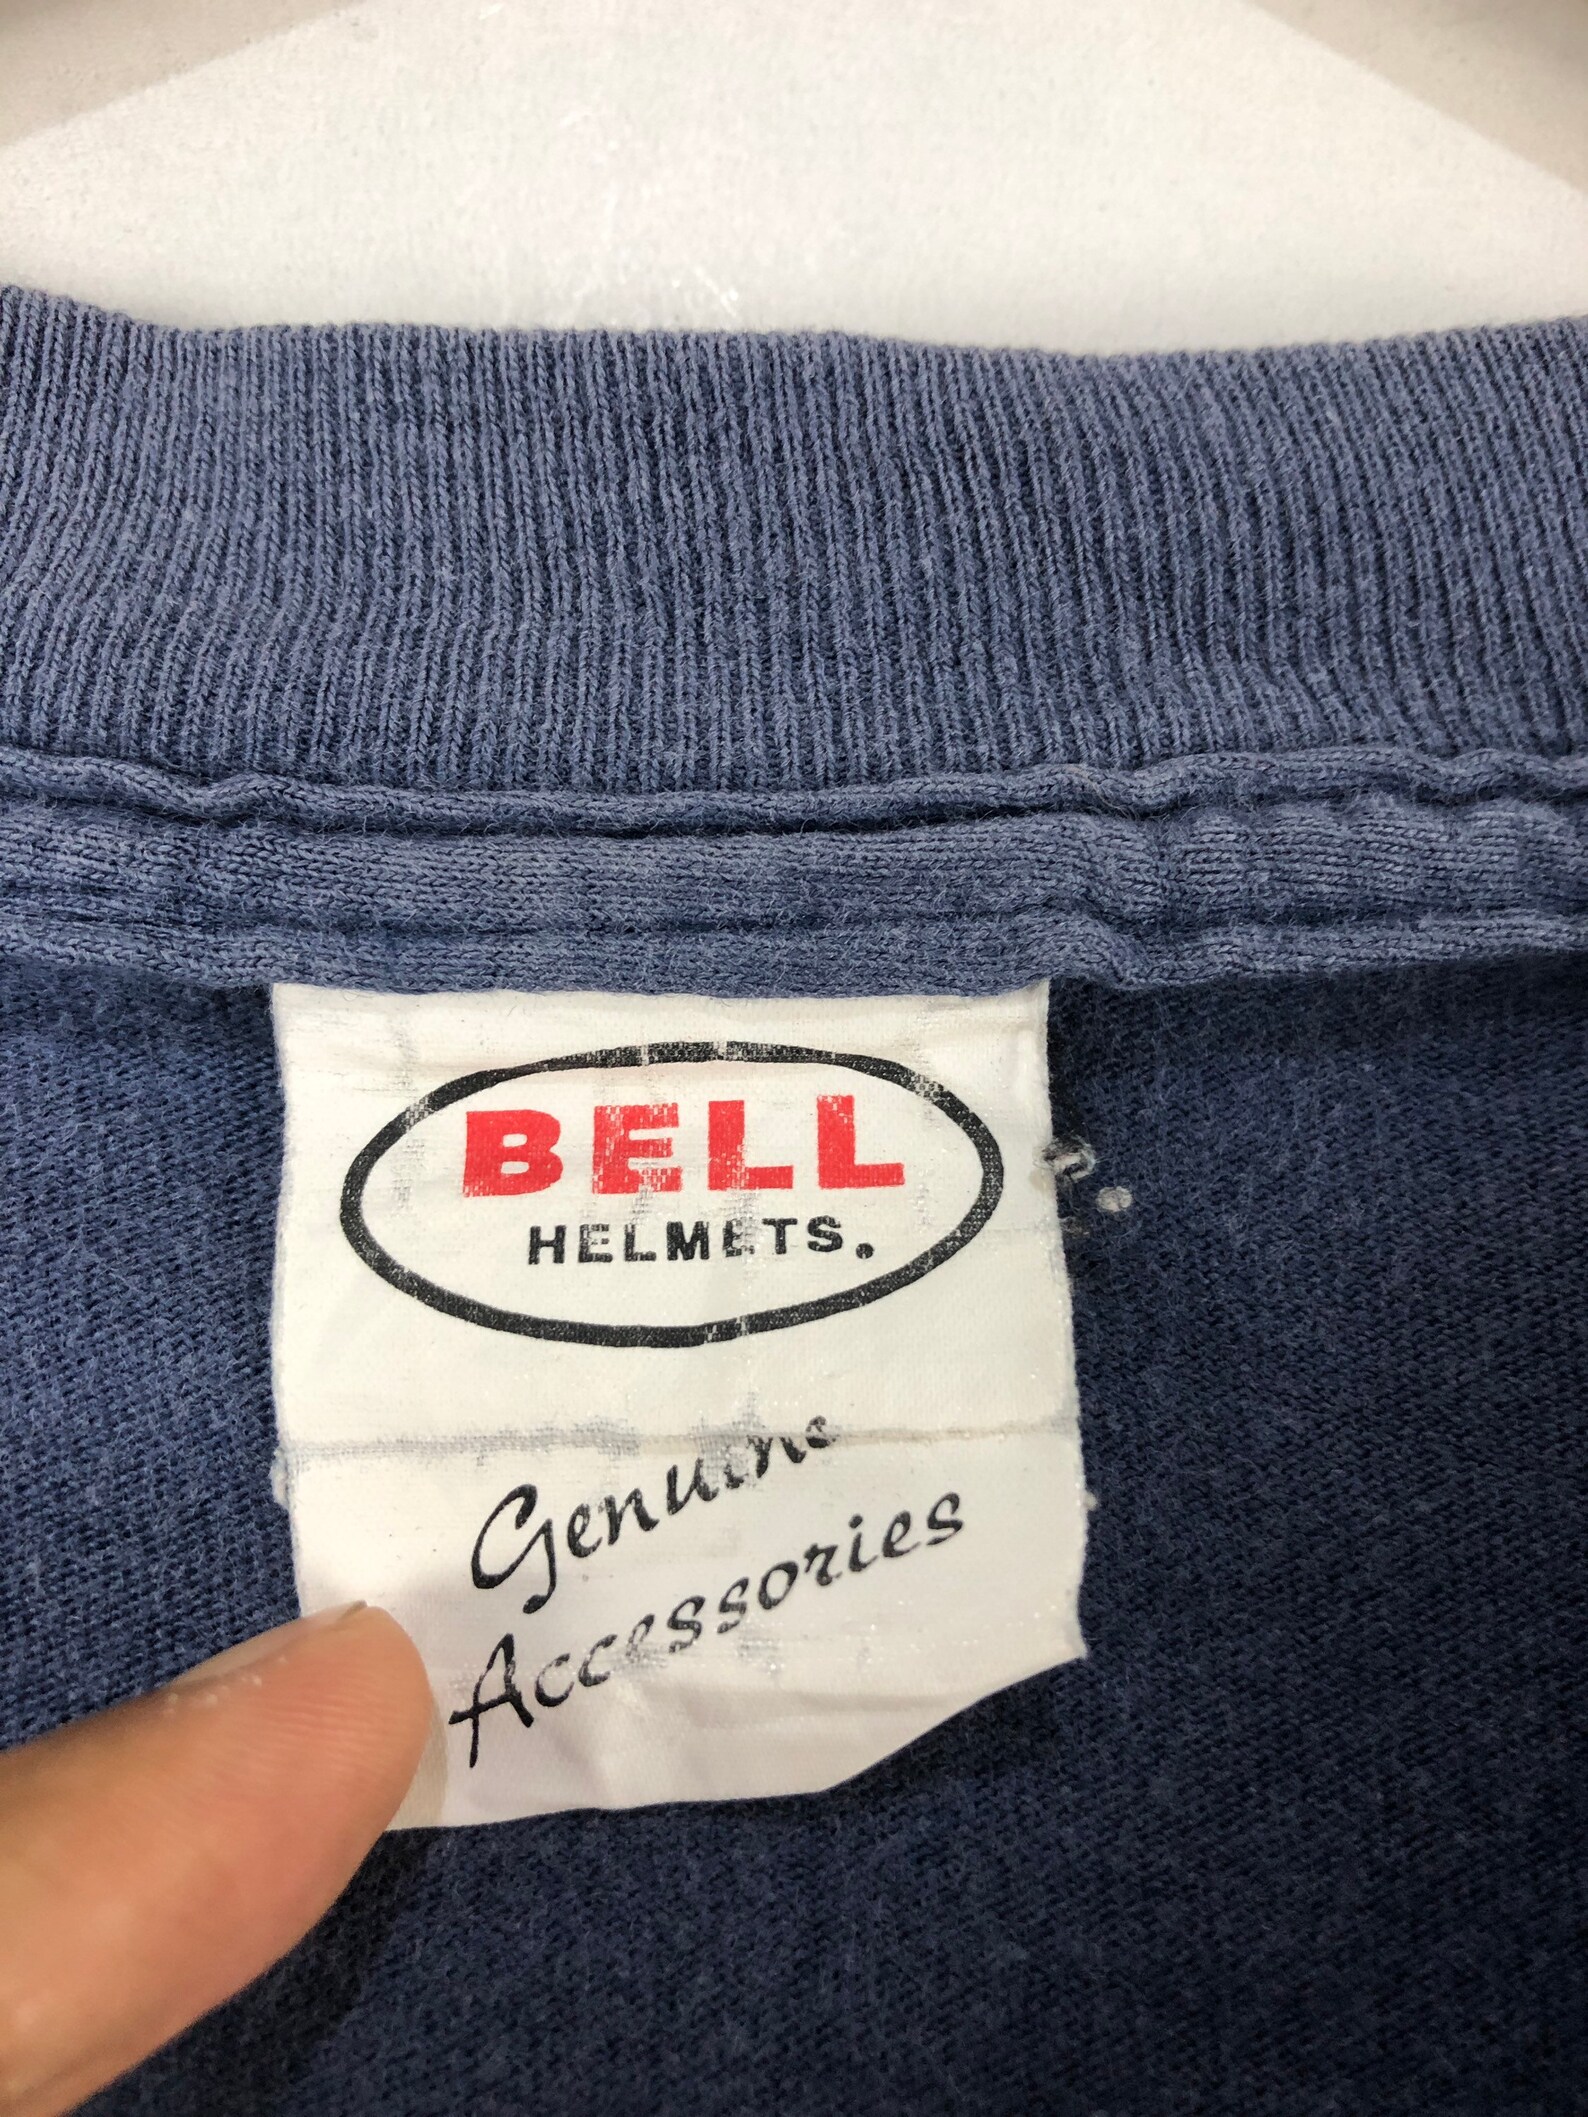 BELL
HELMETS.
Genuine
Accessories